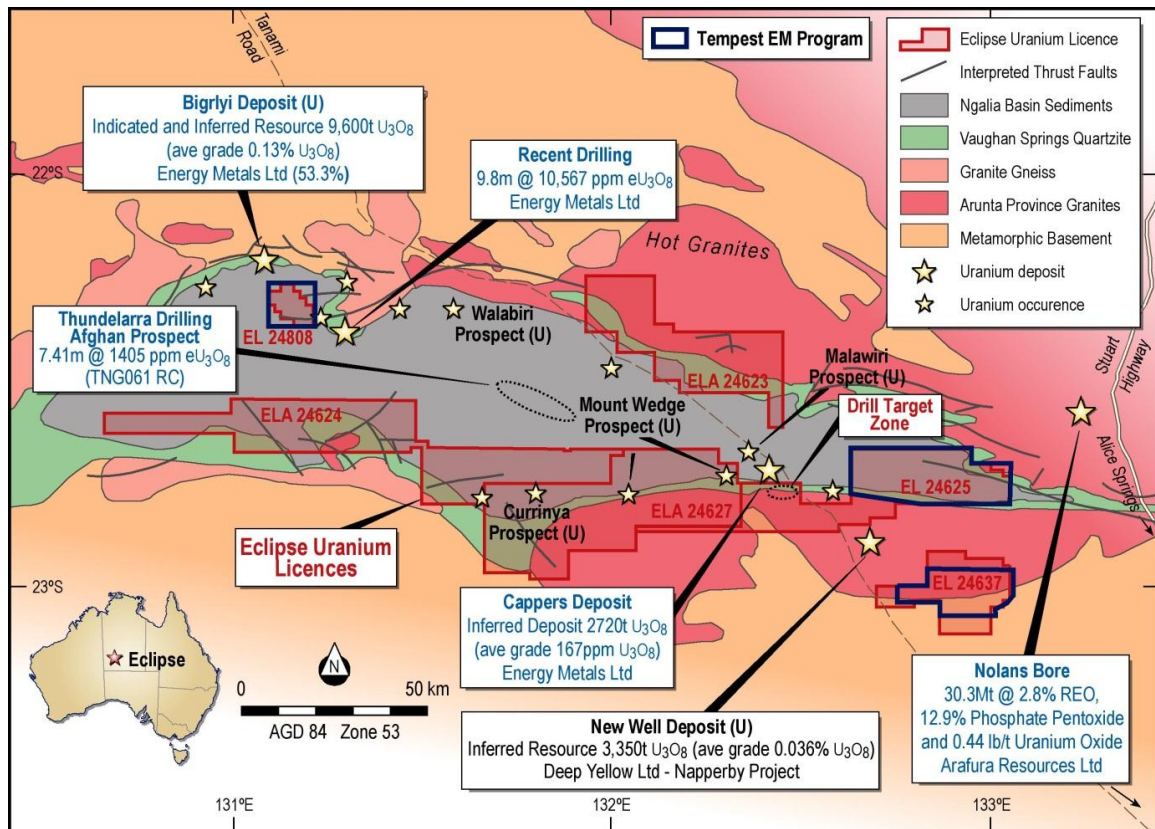 Tanami
Road
Tempest EM Program
Eclipse Uranium Licence
Interpreted Thrust Faults
Ngalia Basin Sediments
Vaughan Springs Quartzite
Granite Gneiss
Arunta Province Granites
Metamorphic Basement
Uranium deposit
Uranium occurence
Bigrlyi Deposit (U)
Indicated and Inferred Resource 9,600t U₃O₈
(ave grade 0.13% U₃O₈)
Energy Metals Ltd (53.3%)
Recent Drilling
9.8m @ 10,567 ppm eU₃O₈
Energy Metals Ltd
22ºS
Hot Granites
Thundelarra Drilling
Afghan Prospect
7.41m @ 1405 ppm eU₃O₈
(TNG061 RC)
EL 24808
Walabiri
Prospect (U)
ELA 24623
Malawiri
Prospect (U)
Stuart
Highway
Drill Target
Zone
ELA 24624
Mount Wedge
Prospect (U)
Alice Springs
EL 24625
Currinya
Prospect (U)
ELA 24627
Eclipse Uranium
Licences
23ºS
EL 24637
Cappers Deposit
Inferred Deposit 2720t U₃O₈
(ave grade 167ppm U₃O₈)
Energy Metals Ltd
Eclipse
N
0 50 km
AGD 84 Zone 53
New Well Deposit (U)
Inferred Resource 3,350t U₃O₈ (ave grade 0.036% U₃O₈)
Deep Yellow Ltd - Napperby Project
Nolans Bore
30.3Mt @ 2.8% REO,
12.9% Phosphate Pentoxide
and 0.44 lb/t Uranium Oxide
Arafura Resources Ltd
131ºE
132ºE
133ºE